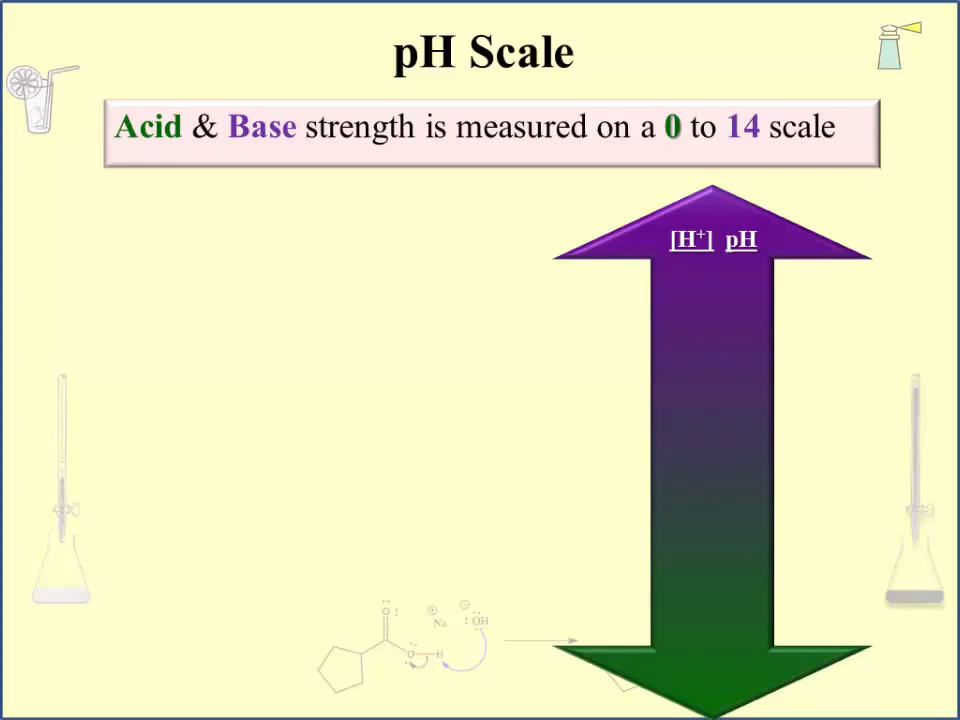 pH Scale
Acid & Base strength is measured on a 0 to 14 scale
[H⁺] pH
O
Na
OH
O H